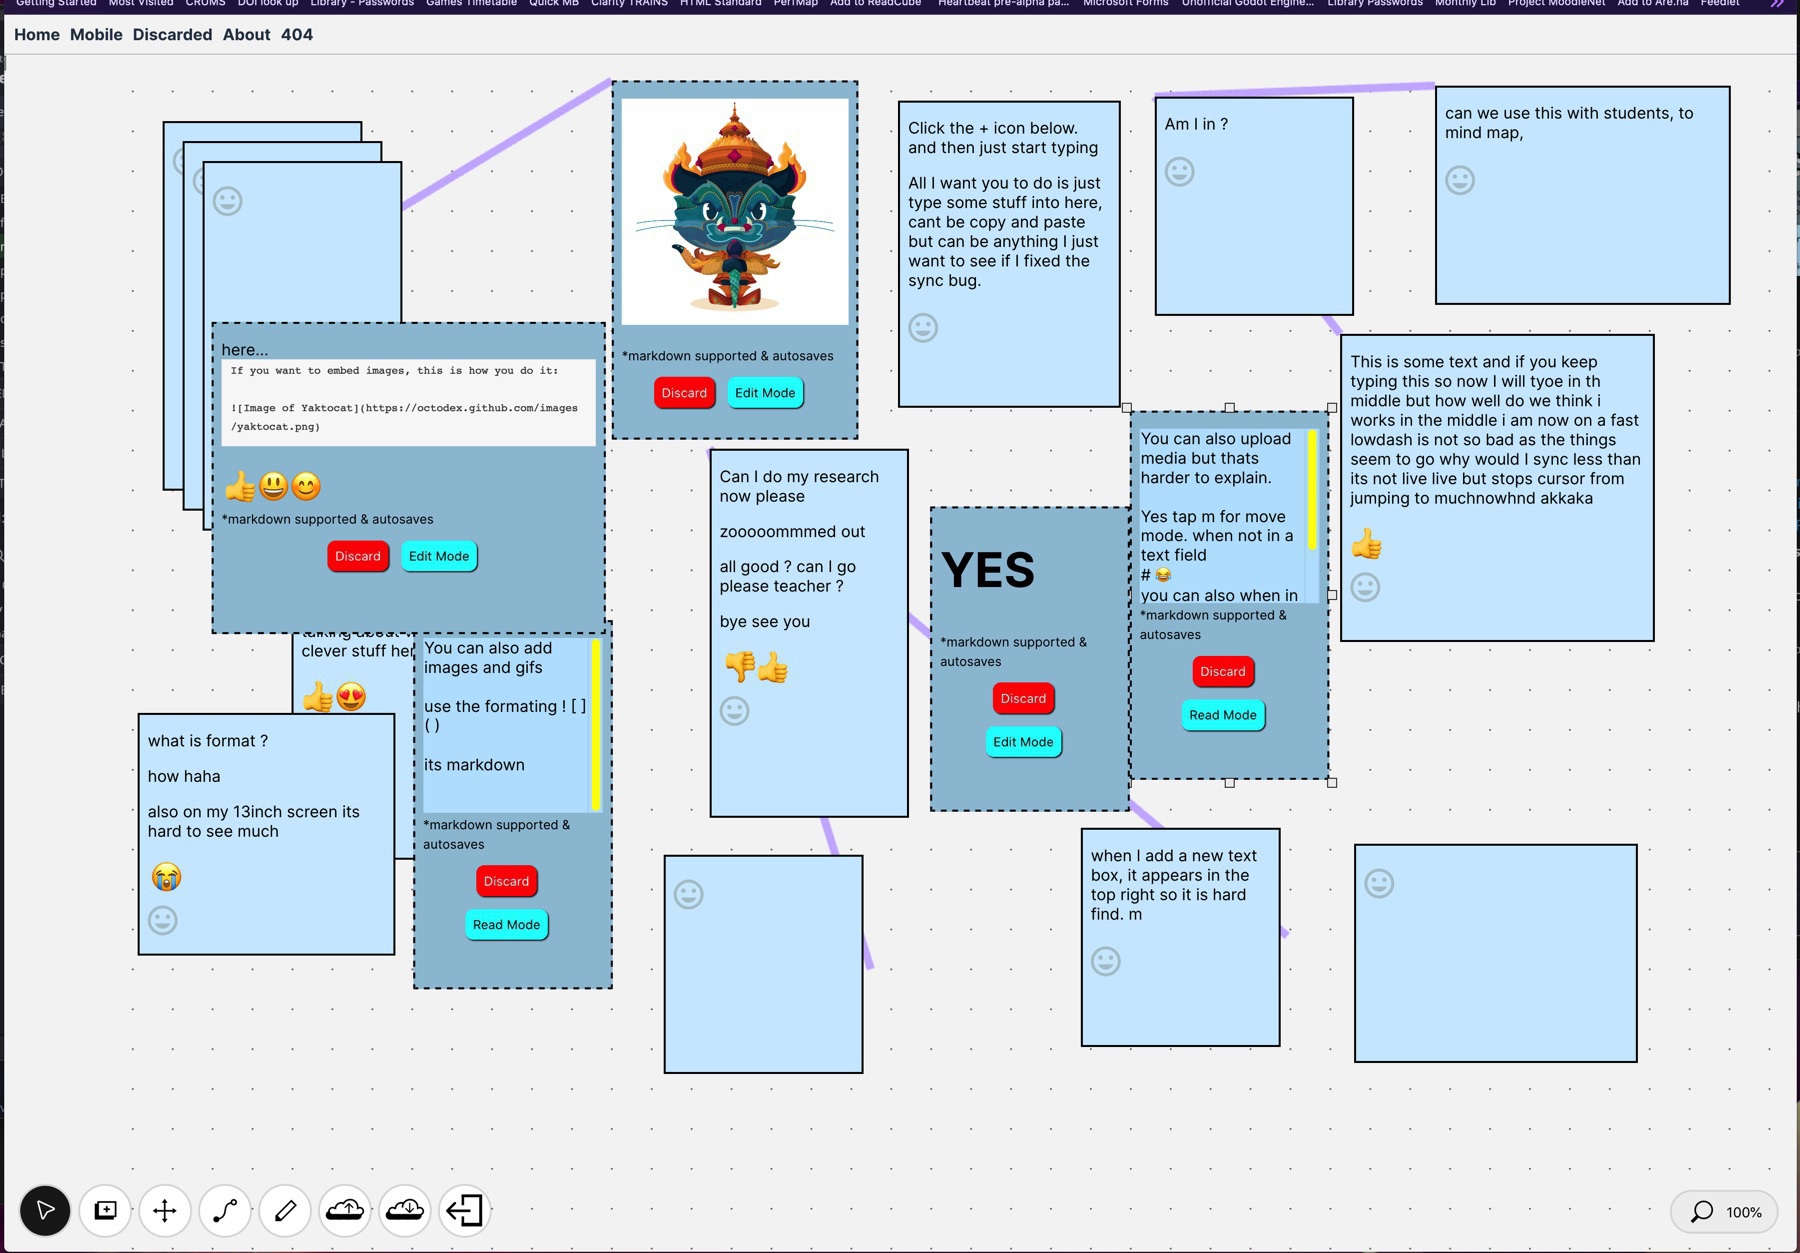 Getting Started Most Visited CRUMS DOI look up Library - Passwords Games Timetable Quick MB Clarity TRAINS HTML Standard PerfMap Add to ReadCube Heartbeat pre-alpha pa... Microsoft Forms Unofficial Godot Engine... Library Passwords Monthly Lib Project MoodleNet Add to Are.na Feedlet
Home Mobile Discarded About 404
*markdown supported & autosaves
Discard Edit Mode
Click the + icon below.
and then just start typing
All I want you to do is just
type some stuff into here,
cant be copy and paste
but can be anything I just
want to see if I fixed the
sync bug.
Am I in ?
can we use this with students, to
mind map,
here...
If you want to embed images, this is how you do it:
![Image of Yaktocat](https://octodex.github.com/images
/yaktocat.png)
👍😃😊
*markdown supported & autosaves
Discard Edit Mode
This is some text and if you keep
typing this so now I will tyoe in th
middle but how well do we think i
works in the middle i am now on a fast
lowdash is not so bad as the things
seem to go why would I sync less than
its not live live but stops cursor from
jumping to muchnowhnd akkaka
👍
Can I do my research
now please
zooooommmed out
all good ? can I go
please teacher ?
bye see you
👎👍
YES
*markdown supported &
autosaves
Discard
Edit Mode
You can also upload
media but thats
harder to explain.
Yes tap m for move
mode. when not in a
text field
# 😂
you can also when in
*markdown supported &
autosaves
Discard
Read Mode
talking about
clever stuff her
👍😍
You can also add
images and gifs
use the formating ! [ ]
( )
its markdown
*markdown supported &
autosaves
Discard
Read Mode
what is format ?
how haha
also on my 13inch screen its
hard to see much
😭
when I add a new text
box, it appears in the
top right so it is hard
find. m
100%